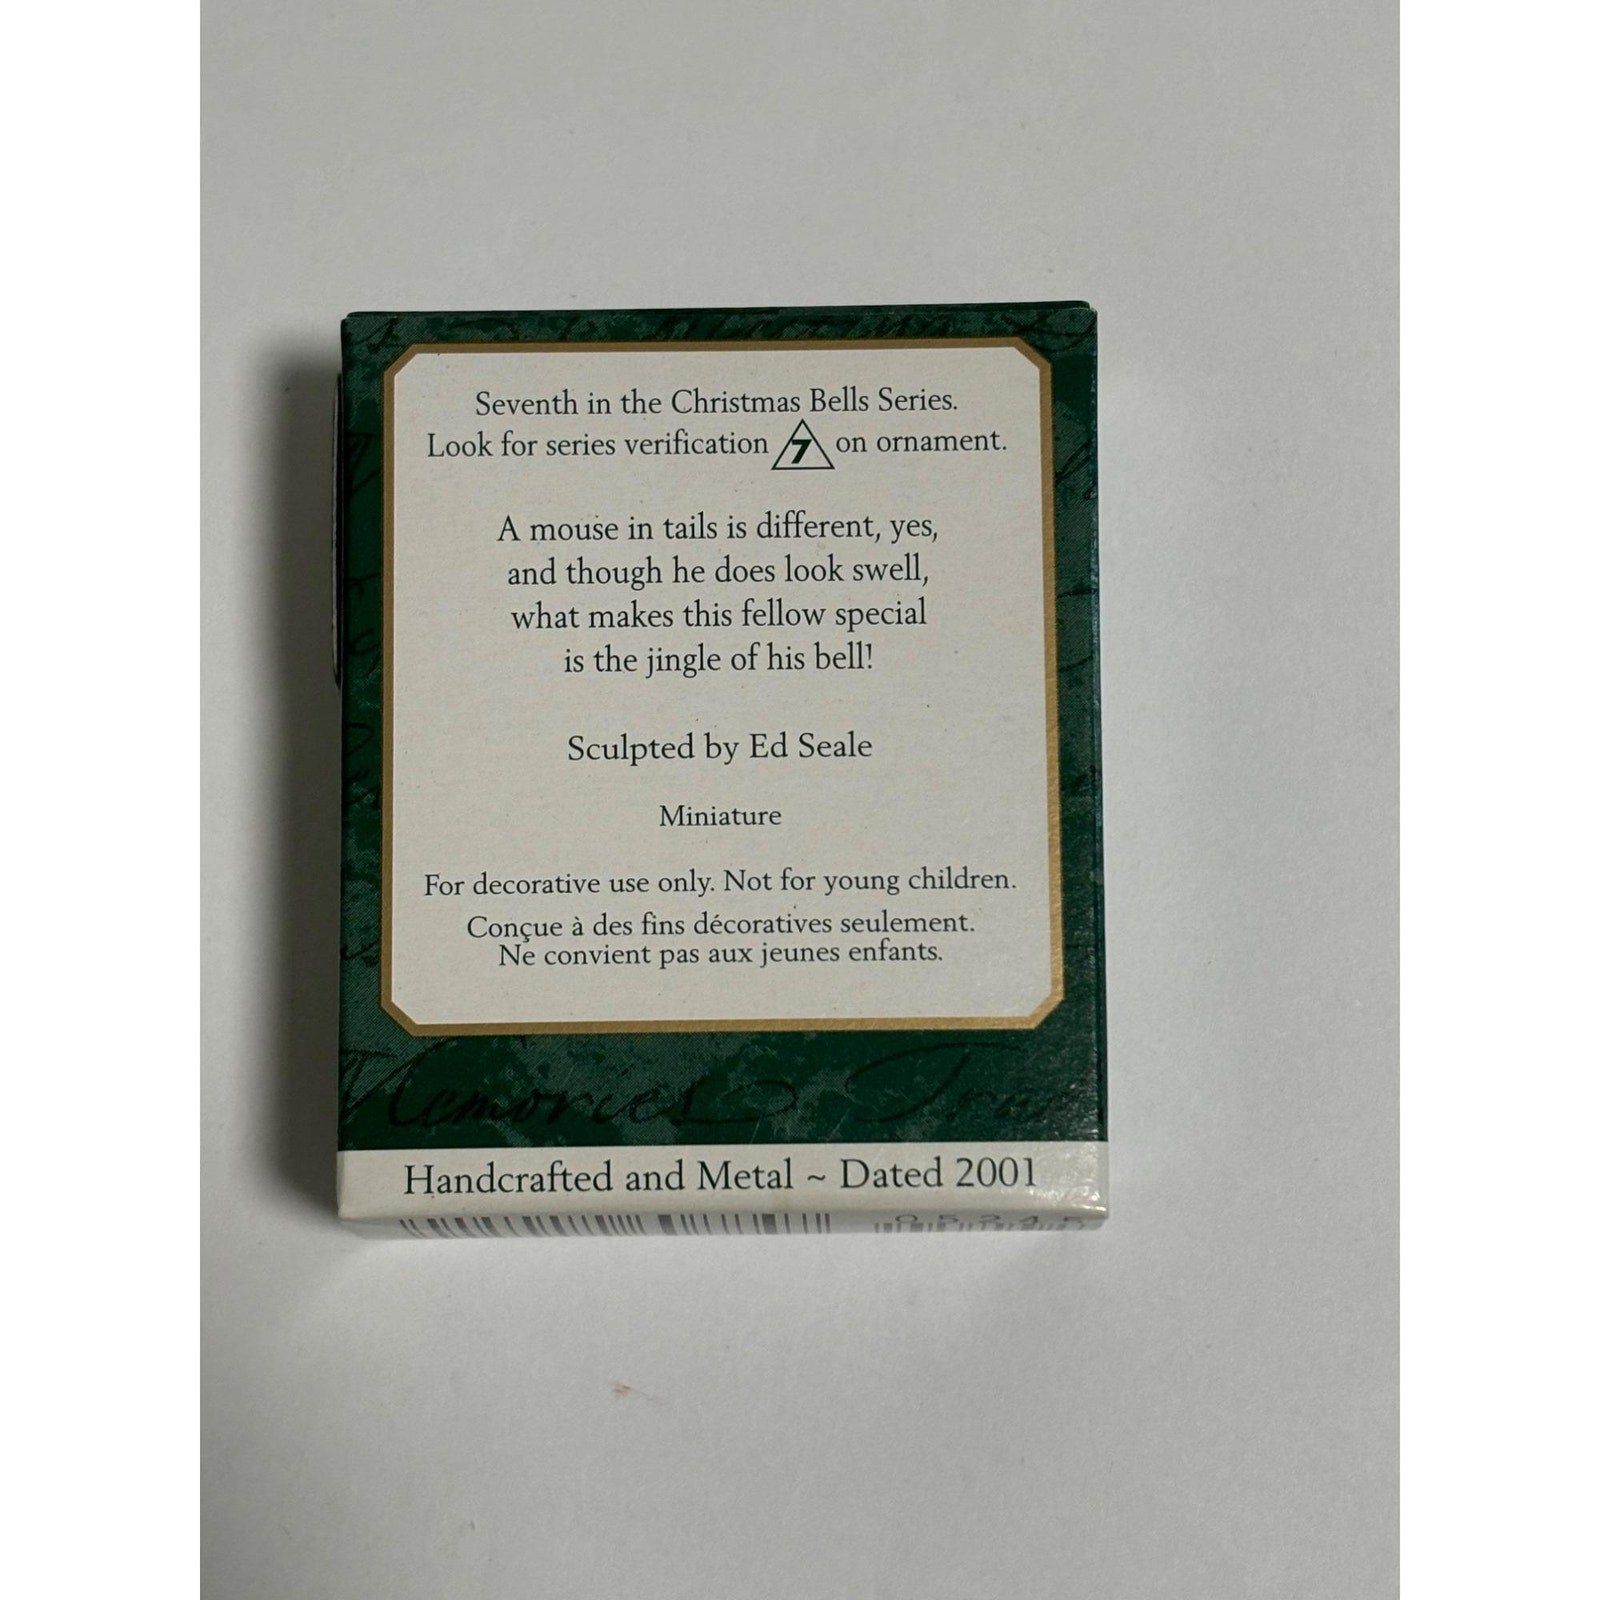 Seventh in the Christmas Bells Series.
Look for series verification 7 on ornament.
A mouse in tails is different, yes,
and though he does look swell,
what makes this fellow special
is the jingle of his bell!
Sculpted by Ed Seale
Miniature
For decorative use only. Not for young children.
Conçue à des fins décoratives seulement.
Ne convient pas aux jeunes enfants.
Memories
Handcrafted and Metal ~ Dated 2001